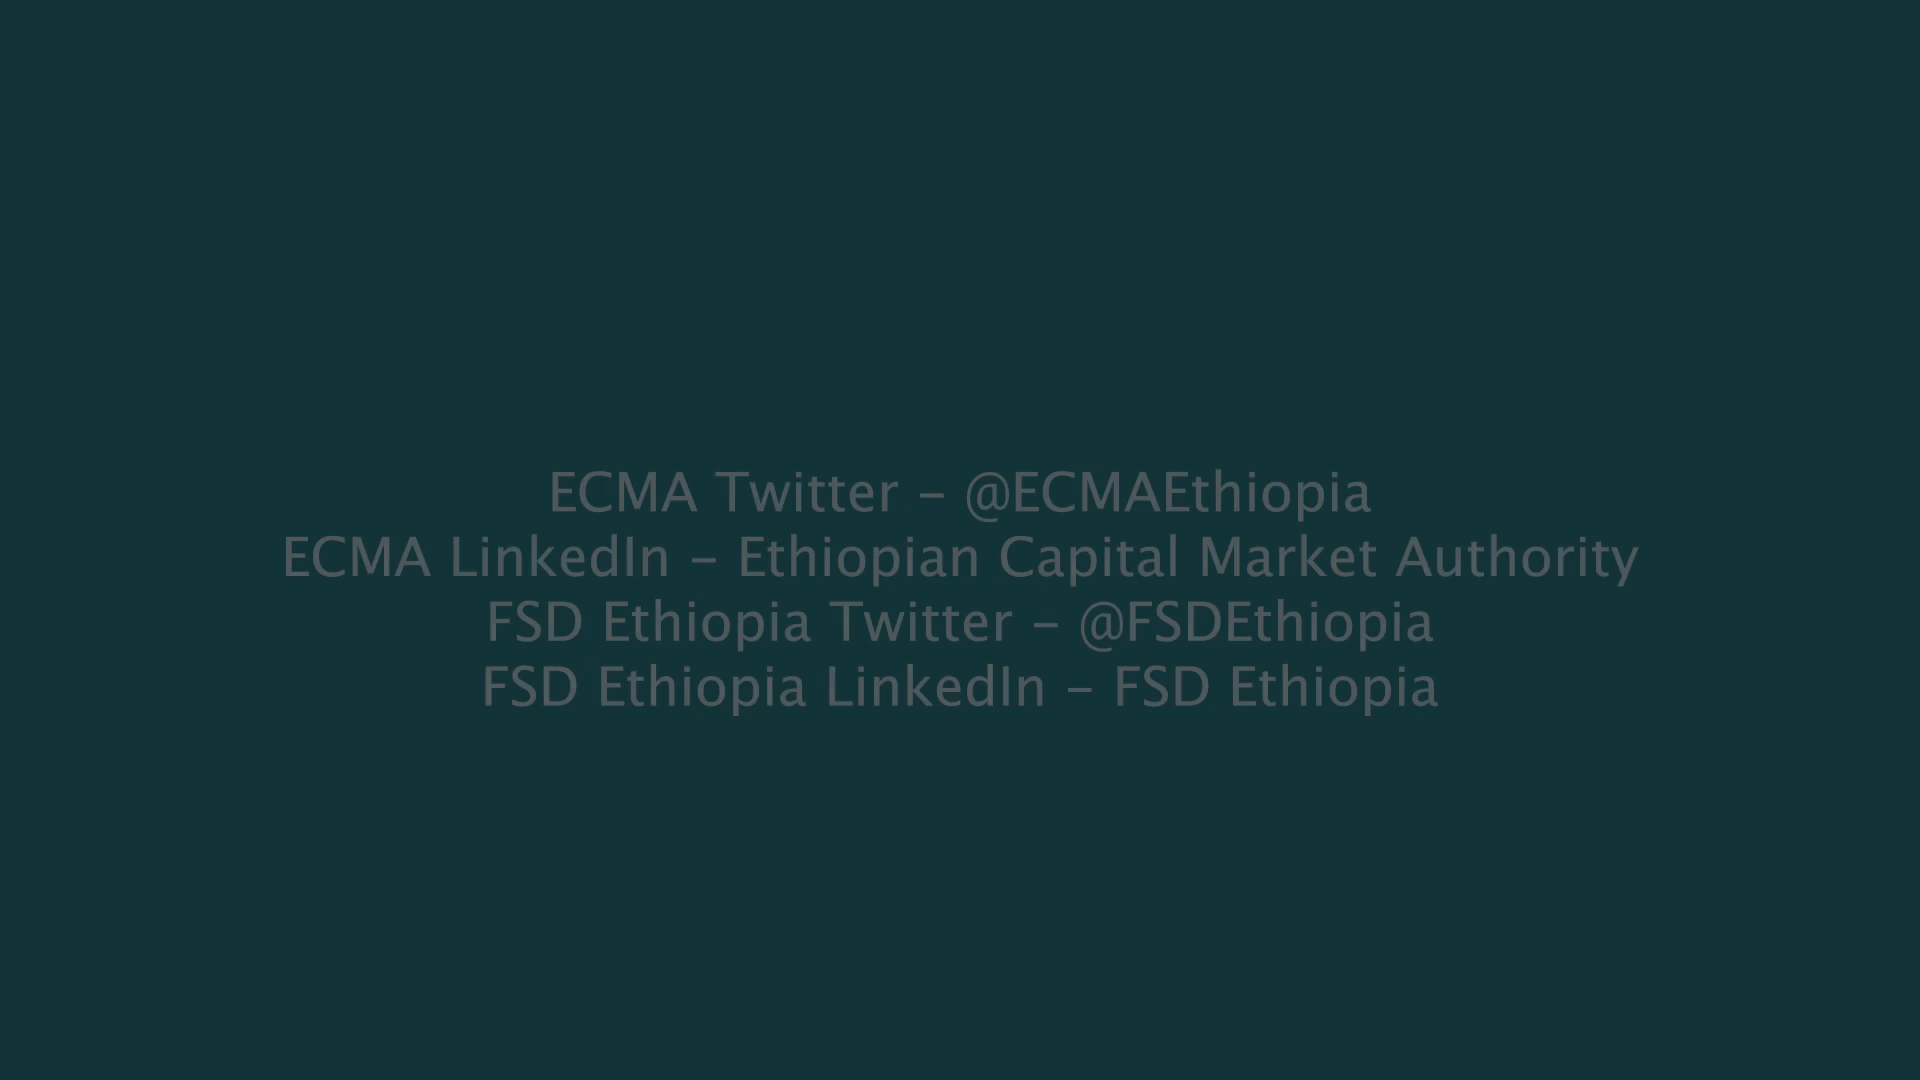 ECMA Twitter – @ECMAEthiopia
ECMA LinkedIn – Ethiopian Capital Market Authority
FSD Ethiopia Twitter – @FSDEthiopia
FSD Ethiopia LinkedIn – FSD Ethiopia